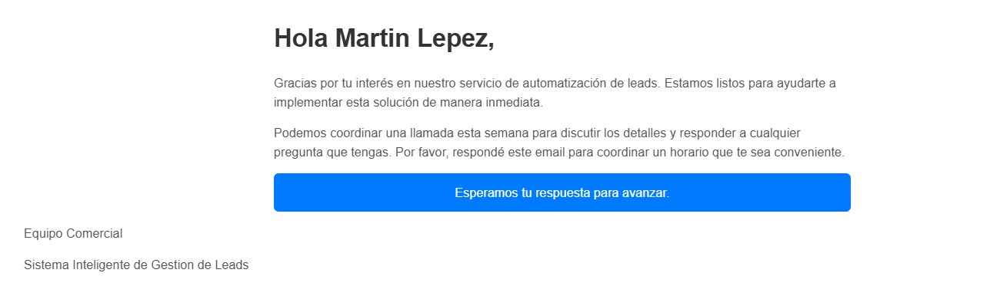 Hola Martin Lepez,
Gracias por tu interés en nuestro servicio de automatización de leads. Estamos listos para ayudarte a
implementar esta solución de manera inmediata.
Podemos coordinar una llamada esta semana para discutir los detalles y responder a cualquier
pregunta que tengas. Por favor, respondé este email para coordinar un horario que te sea conveniente.
Esperamos tu respuesta para avanzar.
Equipo Comercial
Sistema Inteligente de Gestion de Leads